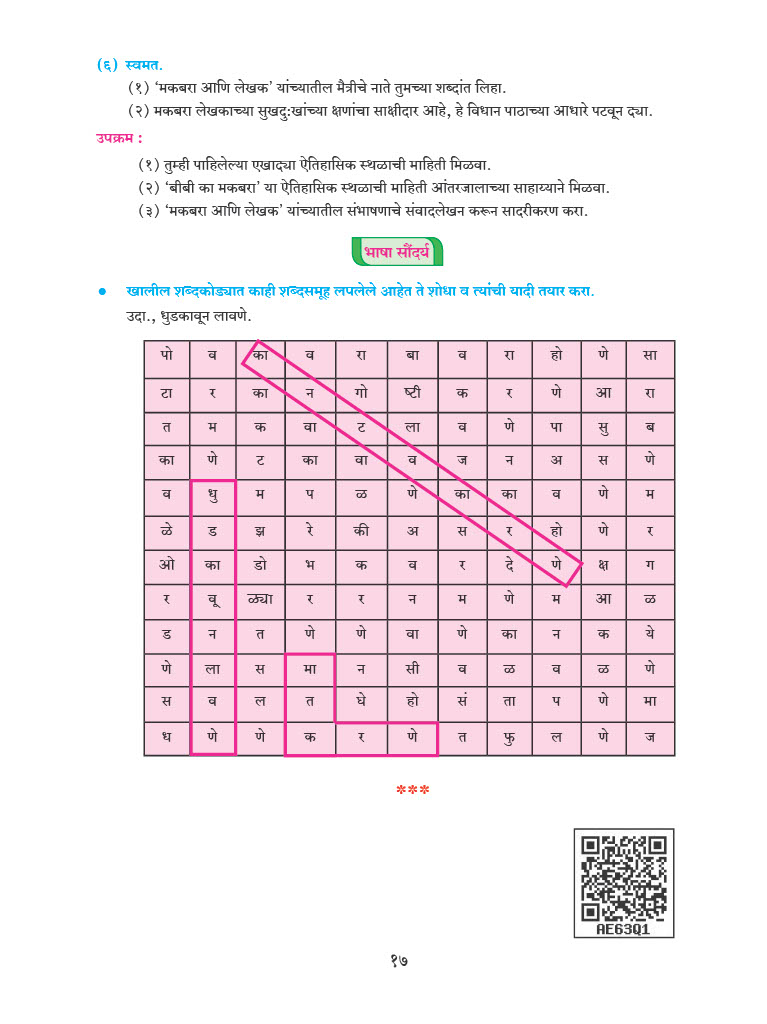 (६) स्वमत.
(१) ‘मकबरा आणि लेखक’ यांच्यातील मैत्रीचे नाते तुमच्या शब्दांत लिहा.
(२) मकबरा लेखकाच्या सुखदु:खांच्या क्षणांचा साक्षीदार आहे, हे विधान पाठाच्या आधारे पटवून द्या.
उपक्रम :
(१) तुम्ही पाहिलेल्या एखाद्या ऐतिहासिक स्थळाची माहिती मिळवा.
(२) ‘बीबी का मकबरा’ या ऐतिहासिक स्थळाची माहिती आंतरजालाच्या साहाय्याने मिळवा.
(३) ‘मकबरा आणि लेखक’ यांच्यातील संभाषणाचे संवादलेखन करून सादरीकरण करा.
भाषा सौंदर्य
● खालील शब्दकोड्यात काही शब्दसमूह लपलेले आहेत ते शोधा व त्यांची यादी तयार करा.
उदा., धुडकावून लावणे.
पो व का व रा बा व रा हो णे सा
टा र का न गो ष्टी क र णे आ रा
त म क वा ट ला व णे पा सु ब
का णे ट का वा व ज न अ स णे
व धु म प ळ णे का का व णे म
ळे ड झ रे की अ स र हो णे र
ओ का डो भ क व र दे णे क्ष ग
र वू ळ्या र र न म णे म आ ळ
ड न त णे णे वा णे का न क ये
णे ला स मा न सी व ळ व ळ णे
स व ल त घे हो सं ता प णे मा
ध णे णे क र णे त फु ल णे ज
***
AE63Q1
१७